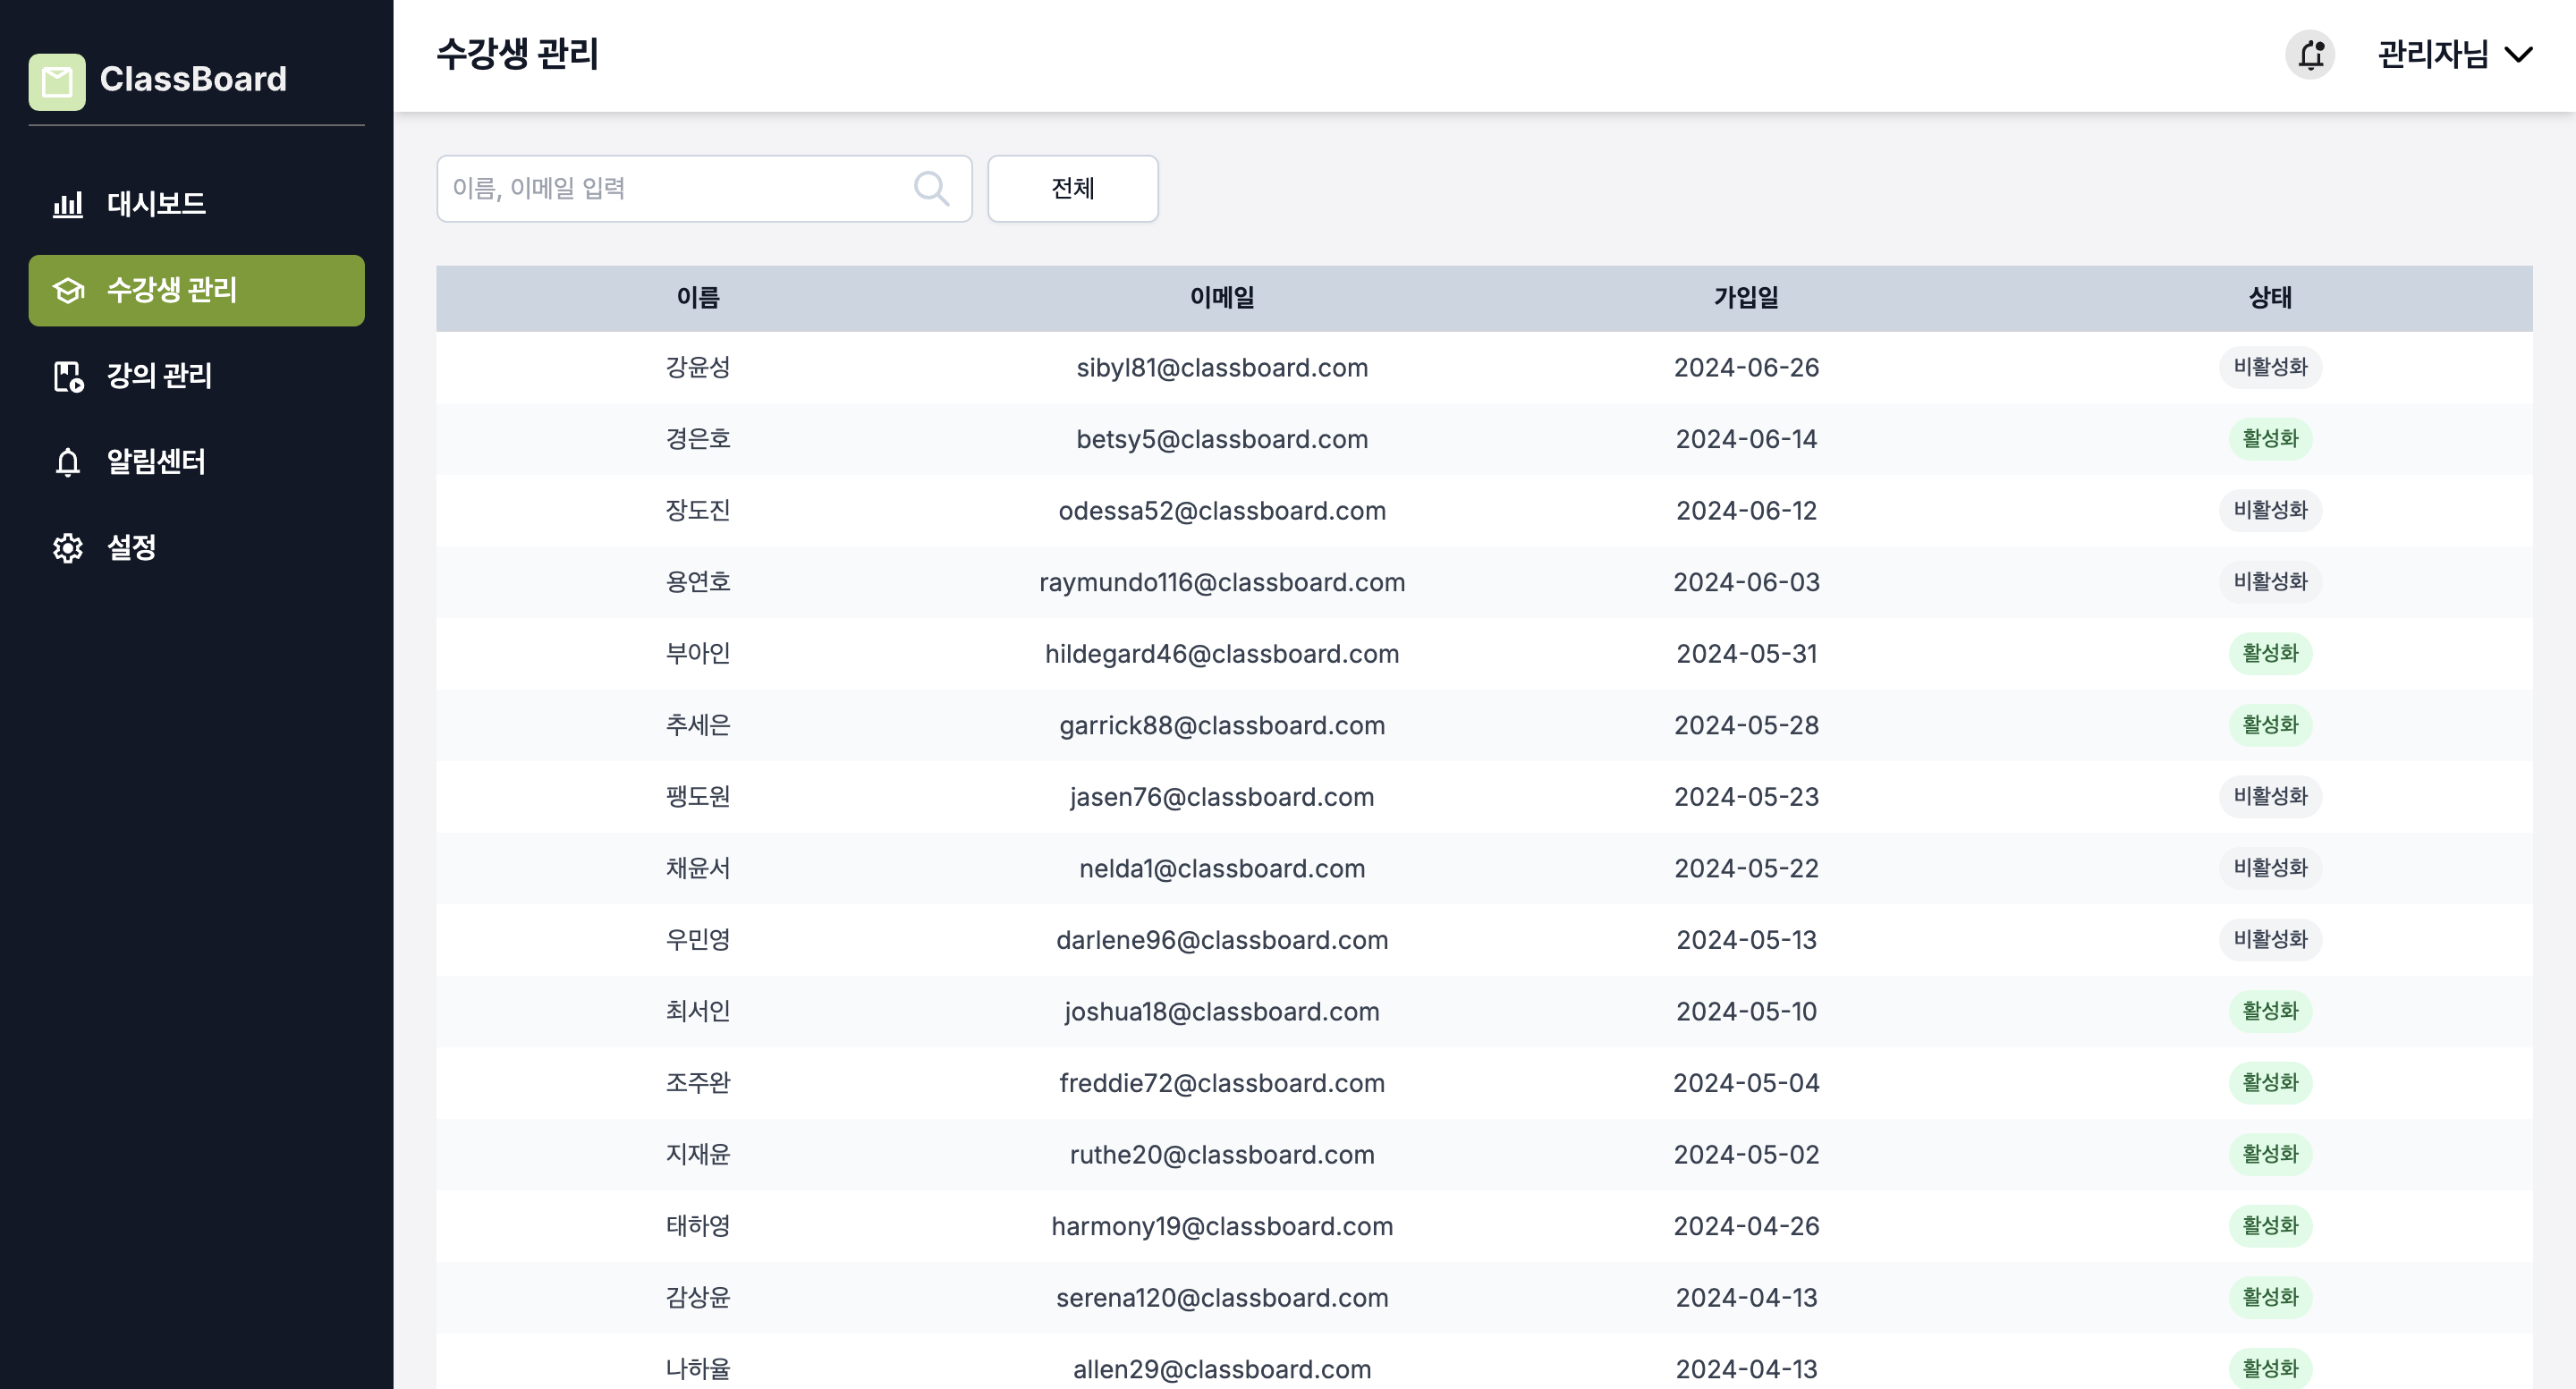 ClassBoard
대시보드
수강생 관리
강의 관리
알림센터
설정
수강생 관리
관리자님
이름, 이메일 입력
전체
이름 이메일 가입일 상태
강윤성 sibyl81@classboard.com 2024-06-26 비활성화
경은호 betsy5@classboard.com 2024-06-14 활성화
장도진 odessa52@classboard.com 2024-06-12 비활성화
용연호 raymundo116@classboard.com 2024-06-03 비활성화
부아인 hildegard46@classboard.com 2024-05-31 활성화
추세은 garrick88@classboard.com 2024-05-28 활성화
팽도원 jasen76@classboard.com 2024-05-23 비활성화
채윤서 nelda1@classboard.com 2024-05-22 비활성화
우민영 darlene96@classboard.com 2024-05-13 비활성화
최서인 joshua18@classboard.com 2024-05-10 활성화
조주완 freddie72@classboard.com 2024-05-04 활성화
지재윤 ruthe20@classboard.com 2024-05-02 활성화
태하영 harmony19@classboard.com 2024-04-26 활성화
감상윤 serena120@classboard.com 2024-04-13 활성화
나하율 allen29@classboard.com 2024-04-13 활성화